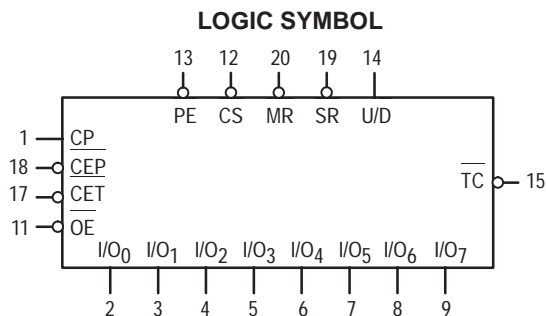 LOGIC SYMBOL
13 12 20 19 14
PE CS MR SR U/D
1 CP
18 CEP
17 CET
TC 15
11 OE
I/O0 I/O1 I/O2 I/O3 I/O4 I/O5 I/O6 I/O7
2 3 4 5 6 7 8 9